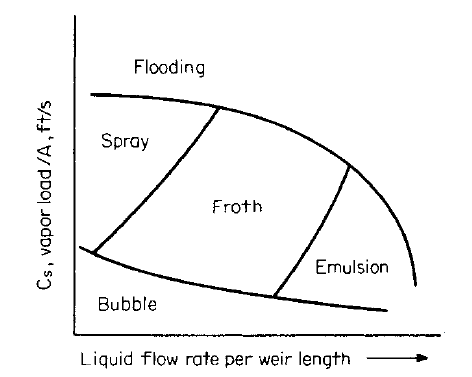 Flooding
Spray
Froth
Emulsion
Bubble
Cs, vapor load /A, ft/s
Liquid flow rate per weir length